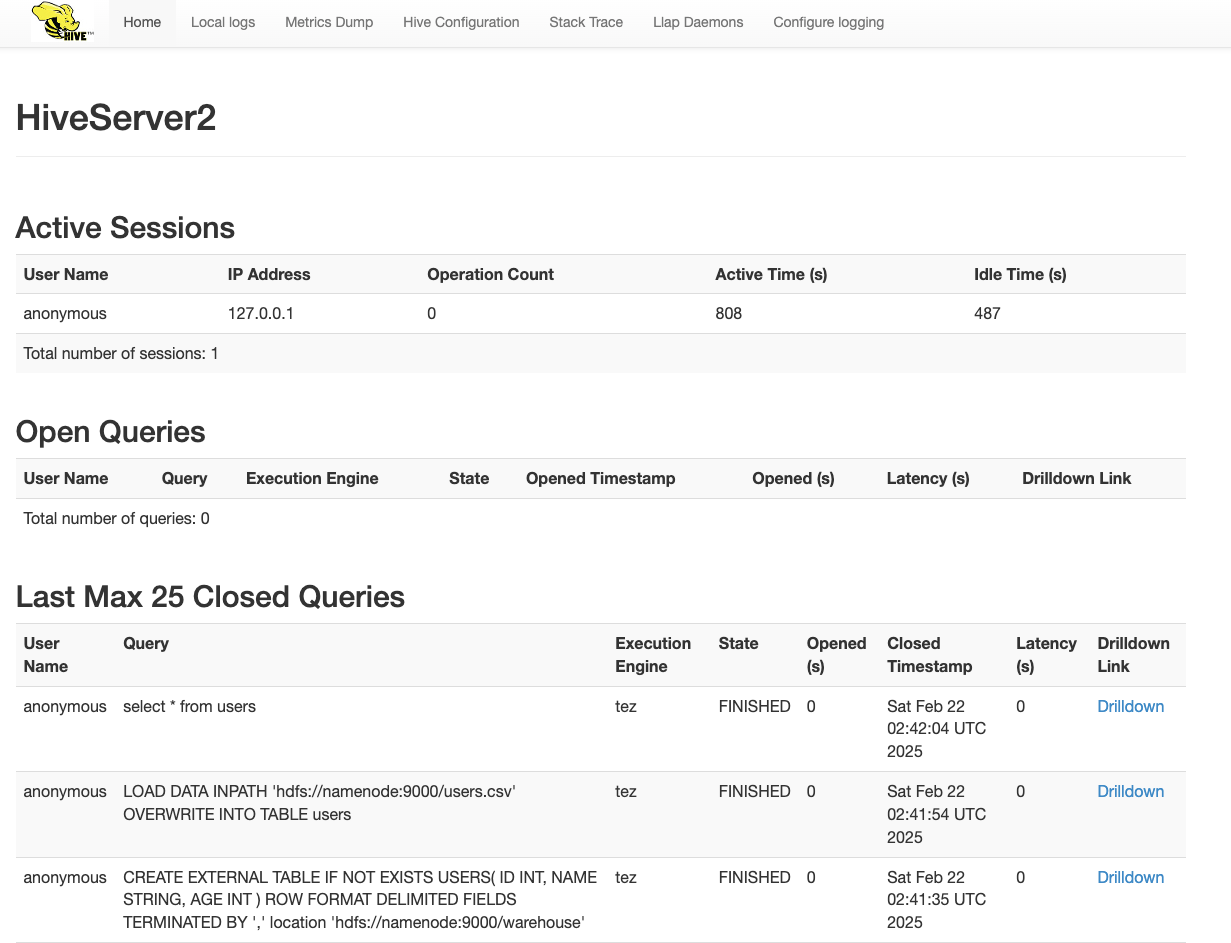 HIVE™ Home Local logs Metrics Dump Hive Configuration Stack Trace Llap Daemons Configure logging
HiveServer2
Active Sessions
User Name IP Address Operation Count Active Time (s) Idle Time (s)
anonymous 127.0.0.1 0 808 487
Total number of sessions: 1
Open Queries
User Name Query Execution Engine State Opened Timestamp Opened (s) Latency (s) Drilldown Link
Total number of queries: 0
Last Max 25 Closed Queries
User Query Execution State Opened Closed Latency Drilldown
Name Engine (s) Timestamp (s) Link
anonymous select * from users tez FINISHED 0 Sat Feb 22 0 Drilldown
02:42:04 UTC
2025
anonymous LOAD DATA INPATH 'hdfs://namenode:9000/users.csv' tez FINISHED 0 Sat Feb 22 0 Drilldown
OVERWRITE INTO TABLE users 02:41:54 UTC
2025
anonymous CREATE EXTERNAL TABLE IF NOT EXISTS USERS( ID INT, NAME tez FINISHED 0 Sat Feb 22 0 Drilldown
STRING, AGE INT ) ROW FORMAT DELIMITED FIELDS 02:41:35 UTC
TERMINATED BY ',' location 'hdfs://namenode:9000/warehouse' 2025